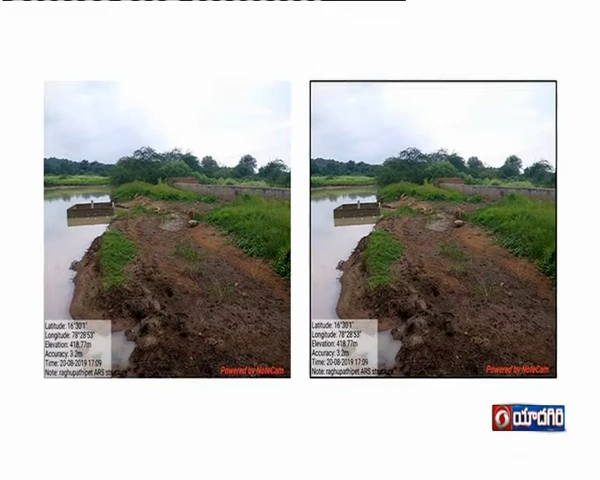 Latitude: 16°30'1"
Longitude: 78°28'53"
Elevation: 418.77m
Accuracy: 3.2m
Time: 20-08-2019 17:09
Note: raghupathipet ARS
Powered by NoteCam
Latitude: 16°30'1"
Longitude: 78°28'53"
Elevation: 418.77m
Accuracy: 3.2m
Time: 20-08-2019 17:09
Note: raghupathipet ARS
Powered by NoteCam
యాదగిరి